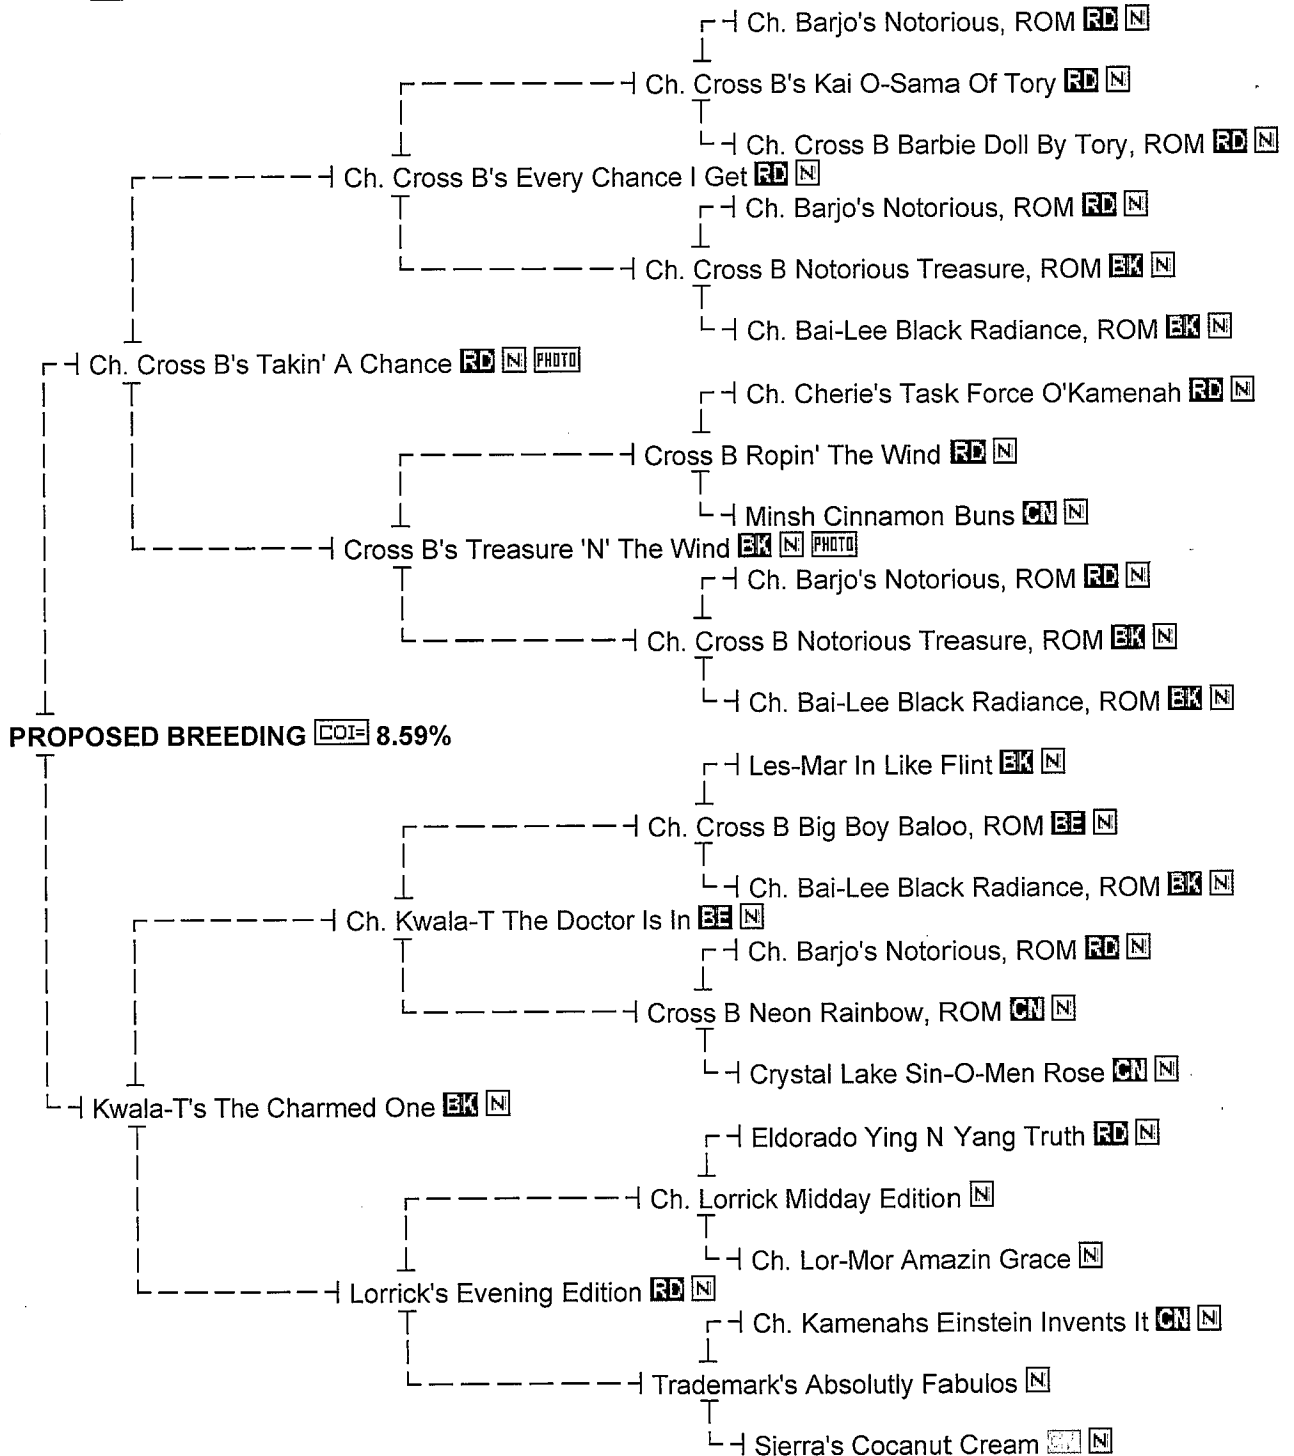 Ch. Barjo's Notorious, ROM RD N
Ch. Cross B's Kai O-Sama Of Tory RD N
Ch. Cross B Barbie Doll By Tory, ROM RD N
Ch. Cross B's Every Chance I Get RD N
Ch. Barjo's Notorious, ROM RD N
Ch. Cross B Notorious Treasure, ROM BK N
Ch. Bai-Lee Black Radiance, ROM BK N
Ch. Cross B's Takin' A Chance RD N PHOTO
Ch. Cherie's Task Force O'Kamenah RD N
Cross B Ropin' The Wind RD N
Minsh Cinnamon Buns CN N
Cross B's Treasure 'N' The Wind BK N PHOTO
Ch. Barjo's Notorious, ROM RD N
Ch. Cross B Notorious Treasure, ROM BK N
Ch. Bai-Lee Black Radiance, ROM BK N
PROPOSED BREEDING COI= 8.59%
Les-Mar In Like Flint BK N
Ch. Cross B Big Boy Baloo, ROM BE N
Ch. Bai-Lee Black Radiance, ROM BK N
Ch. Kwala-T The Doctor Is In BE N
Ch. Barjo's Notorious, ROM RD N
Cross B Neon Rainbow, ROM CN N
Crystal Lake Sin-O-Men Rose CN N
Kwala-T's The Charmed One BK N
Eldorado Ying N Yang Truth RD N
Ch. Lorrick Midday Edition N
Ch. Lor-Mor Amazin Grace N
Lorrick's Evening Edition RD N
Ch. Kamenahs Einstein Invents It CN N
Trademark's Absolutly Fabulos N
Sierra's Cocanut Cream N